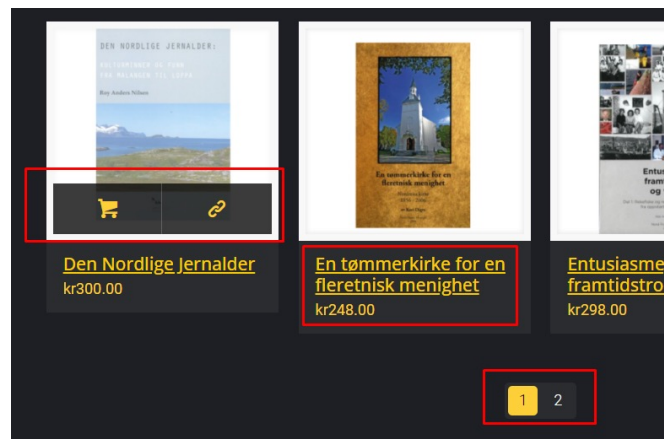 DEN NORDLIGE JERNALDER:
Roy Anders Nilsen
En tømmerkirke for en
fleretnisk menighet
Den Nordlige Jernalder
kr300.00
En tømmerkirke for en
fleretnisk menighet
kr248.00
Entusiasme
framtidstro
kr298.00
1 2